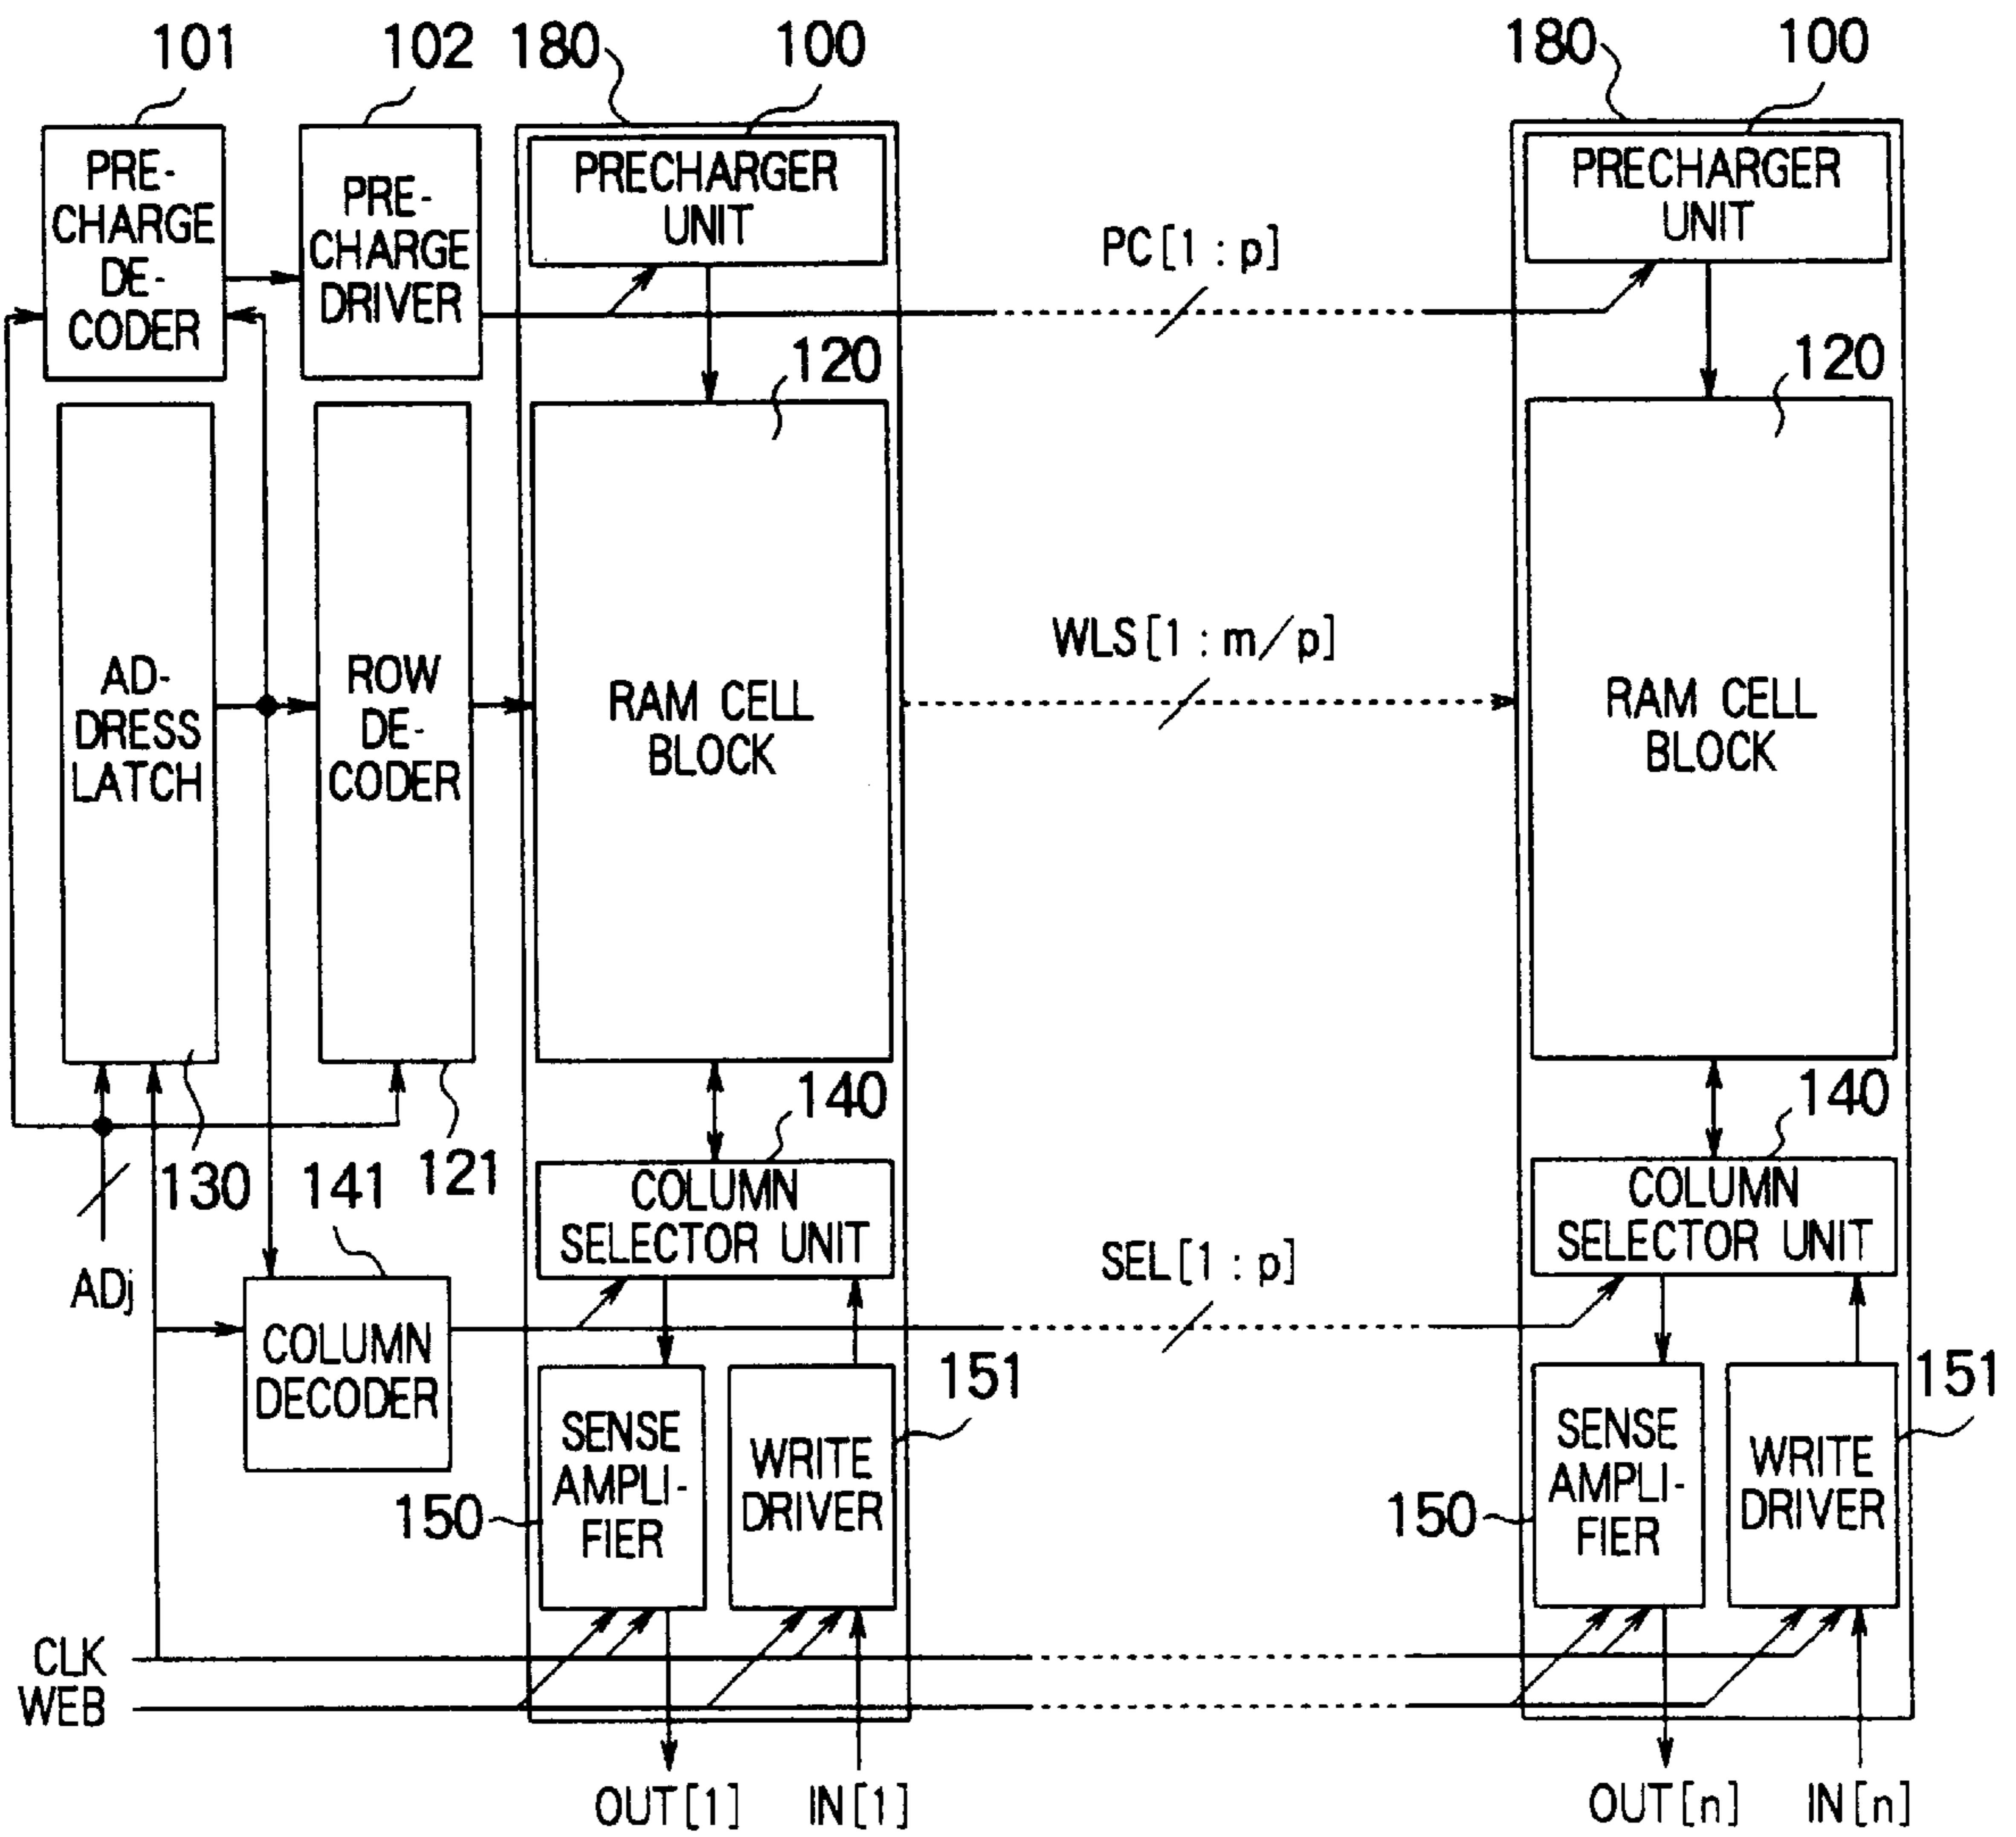 101
102
180
100
180
100
PRE-
CHARGE
DE-
CODER
PRE-
CHARGE
DRIVER
PRECHARGER
UNIT
PC[1 : p]
PRECHARGER
UNIT
120
120
AD-
DRESS
LATCH
ROW
DE-
CODER
RAM CELL
BLOCK
WLS[1 : m/p]
RAM CELL
BLOCK
130
121
140
140
ADj
141
COLUMN
DECODER
COLUMN
SELECTOR UNIT
SEL[1 : p]
COLUMN
SELECTOR UNIT
150
SENSE
AMPLI-
FIER
WRITE
DRIVER
151
150
SENSE
AMPLI-
FIER
WRITE
DRIVER
151
CLK
WEB
OUT[1]
IN[1]
OUT[n]
IN[n]